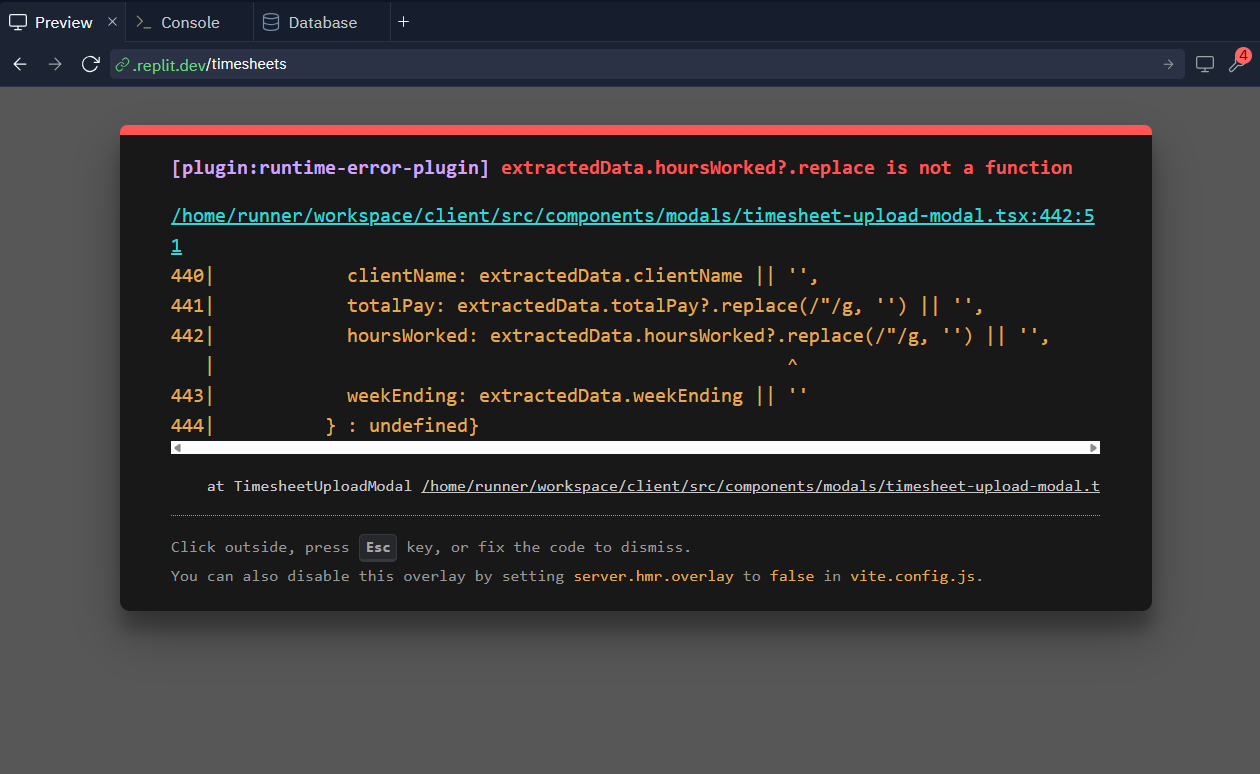 Preview × >_ Console Database +
.replit.dev/timesheets 4
[plugin:runtime-error-plugin] extractedData.hoursWorked?.replace is not a function
/home/runner/workspace/client/src/components/modals/timesheet-upload-modal.tsx:442:5
1
440|            clientName: extractedData.clientName || '',
441|            totalPay: extractedData.totalPay?.replace(/"/g, '') || '',
442|            hoursWorked: extractedData.hoursWorked?.replace(/"/g, '') || '',
   |                                                    ^
443|            weekEnding: extractedData.weekEnding || ''
444|          } : undefined}
at TimesheetUploadModal /home/runner/workspace/client/src/components/modals/timesheet-upload-modal.t
Click outside, press Esc key, or fix the code to dismiss.
You can also disable this overlay by setting server.hmr.overlay to false in vite.config.js.